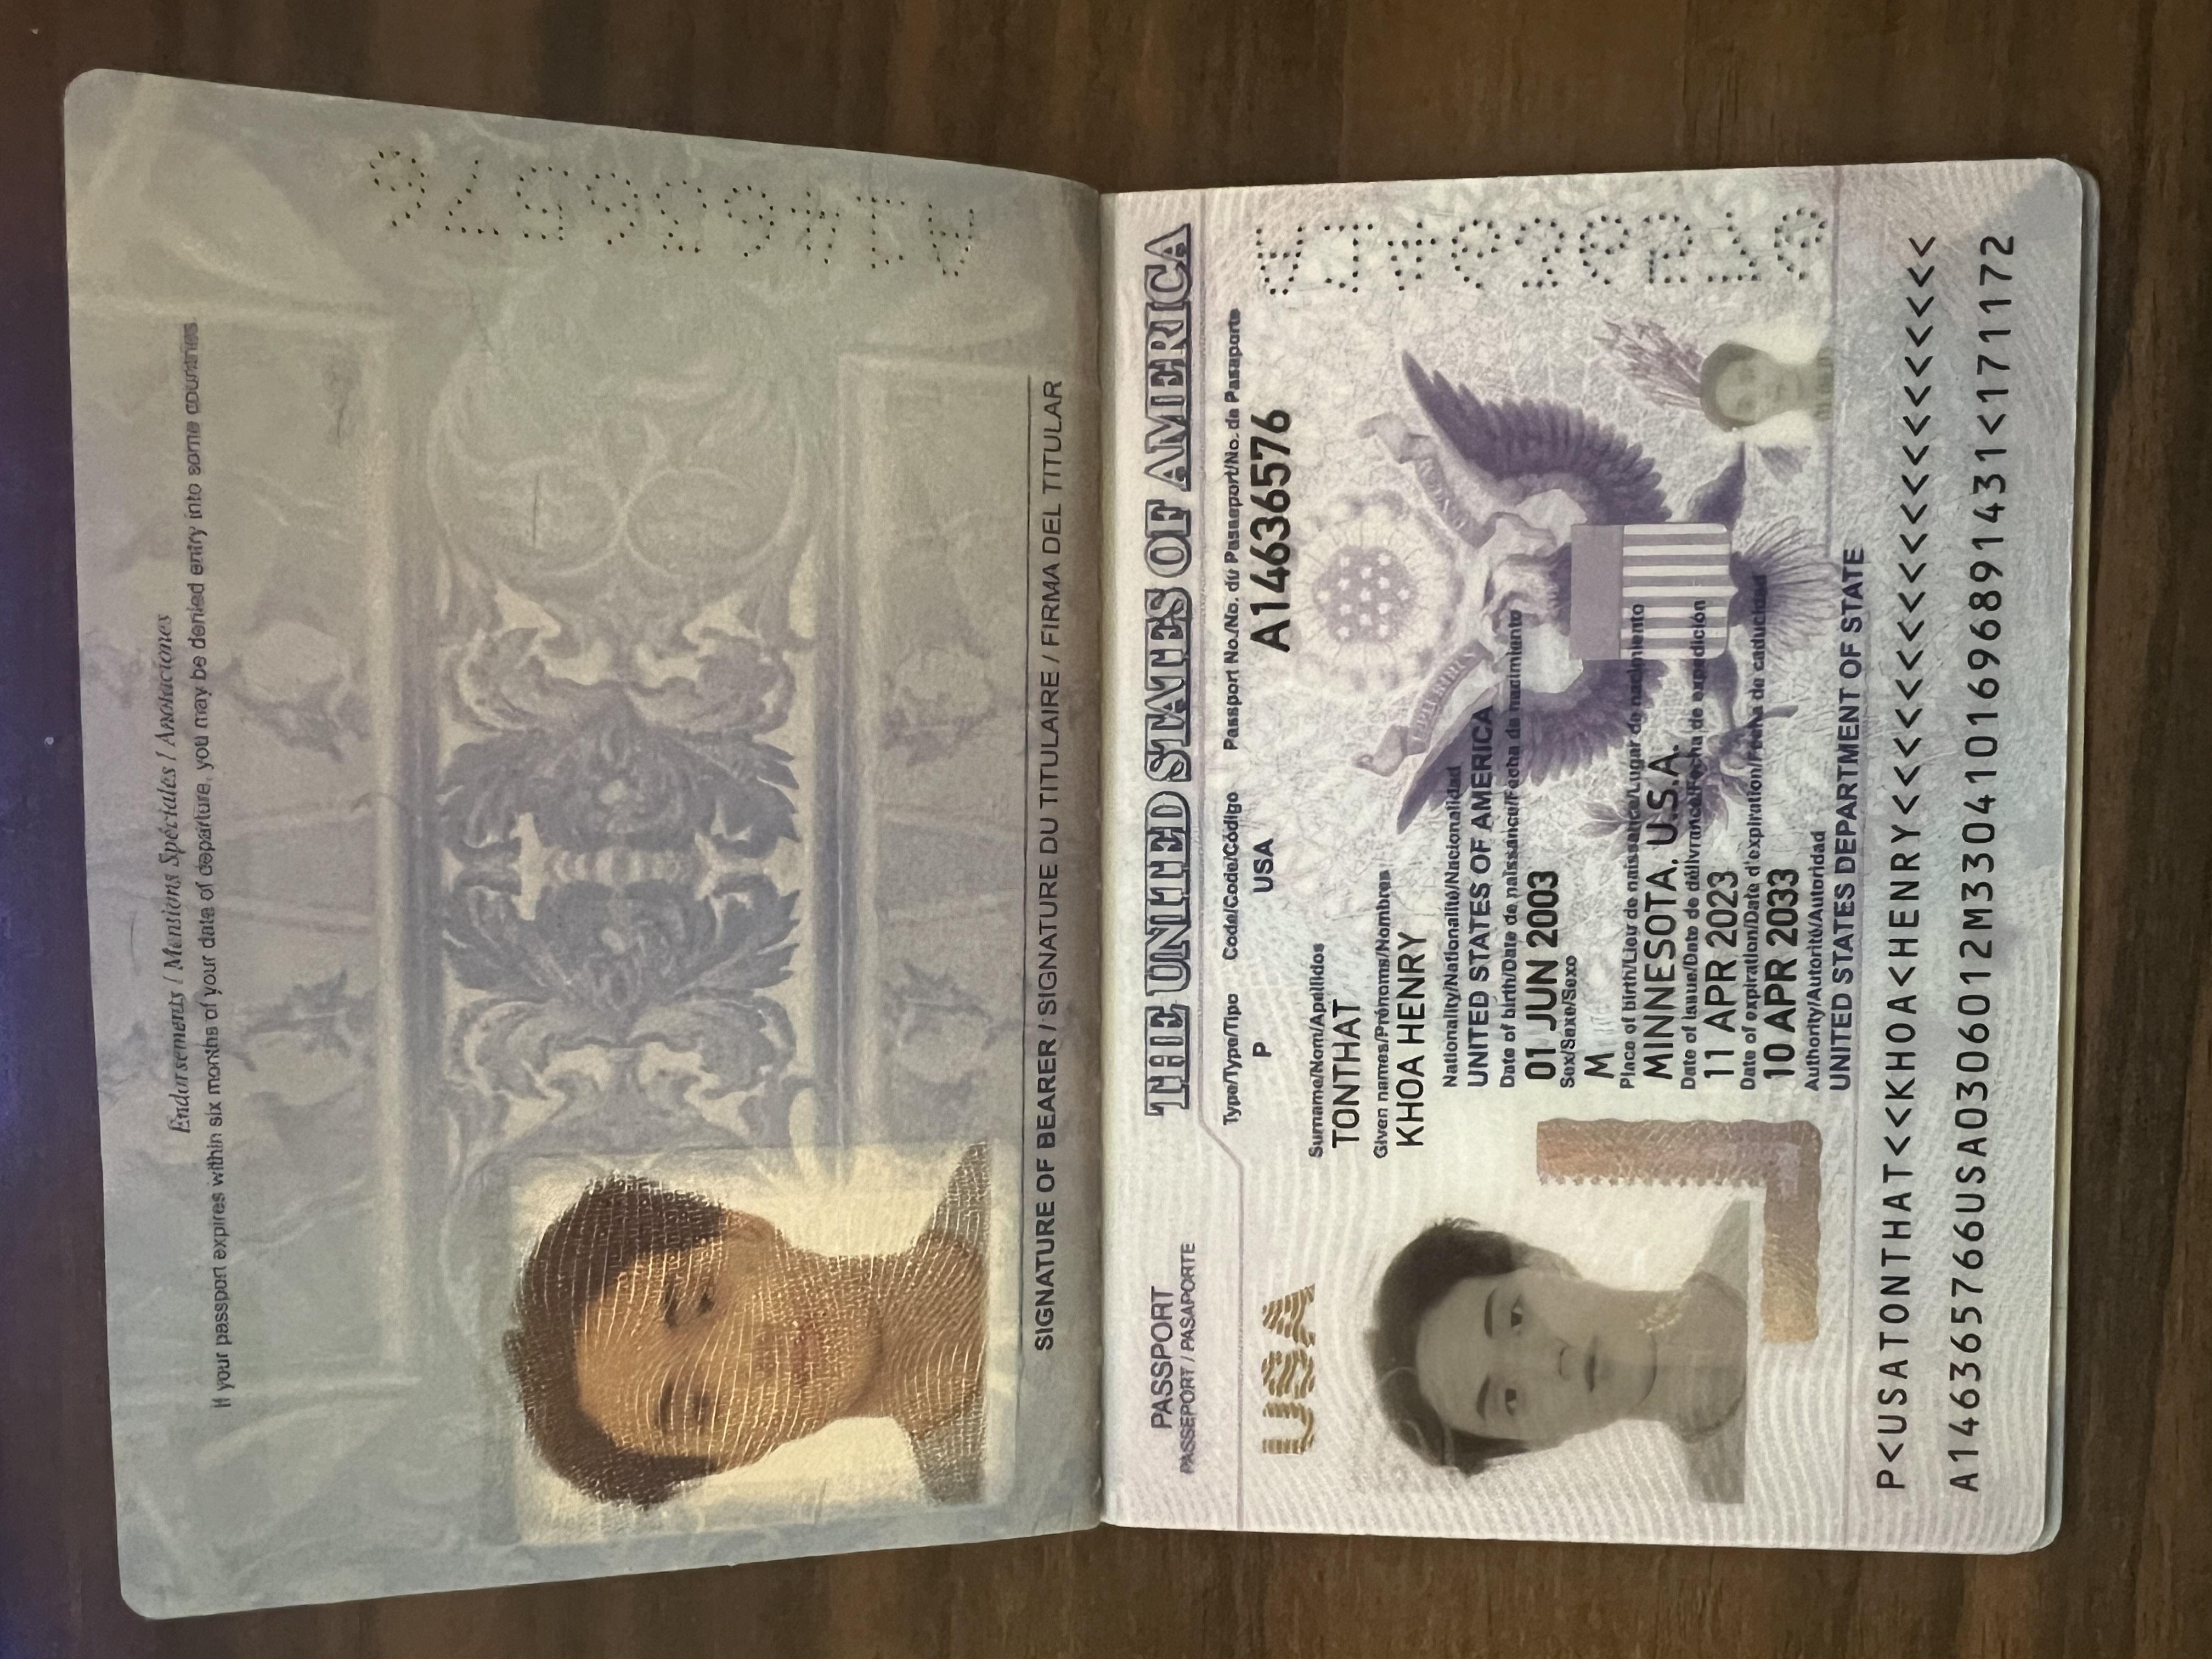 Endorsements / Mentions Spéciales / Anotaciones
If your passport expires within six months of your date of departure, you may be denied entry into some countries.
A14636576
SIGNATURE OF BEARER / SIGNATURE DU TITULAIRE / FIRMA DEL TITULAR
PASSPORT
PASSEPORT / PASAPORTE
THE UNITED STATES OF AMERICA
Type/Type/Tipo Code/Code/Código Passport No./No. du Passeport/No. de Pasaporte
P USA A14636576
USA
Surname/Nom/Apellidos
TONTHAT
Given names/Prénoms/Nombres
KHOA HENRY
Nationality/Nationalité/Nacionalidad
UNITED STATES OF AMERICA
Date of birth/Date de naissance/Fecha de nacimiento
01 JUN 2003
Sex/Sexe/Sexo
M
Place of birth/Lieu de naissance/Lugar de nacimiento
MINNESOTA, U.S.A.
Date of issue/Date de délivrance/Fecha de expedición
11 APR 2023
Date of expiration/Date d'expiration/Fecha de caducidad
10 APR 2033
Authority/Autorité/Autoridad
UNITED STATES DEPARTMENT OF STATE
A14636576
P<USATONTHAT<<KHOA<HENRY<<<<<<<<<<<<<<<<<<<<
A146365766USA0306012M3304101696891431<171172